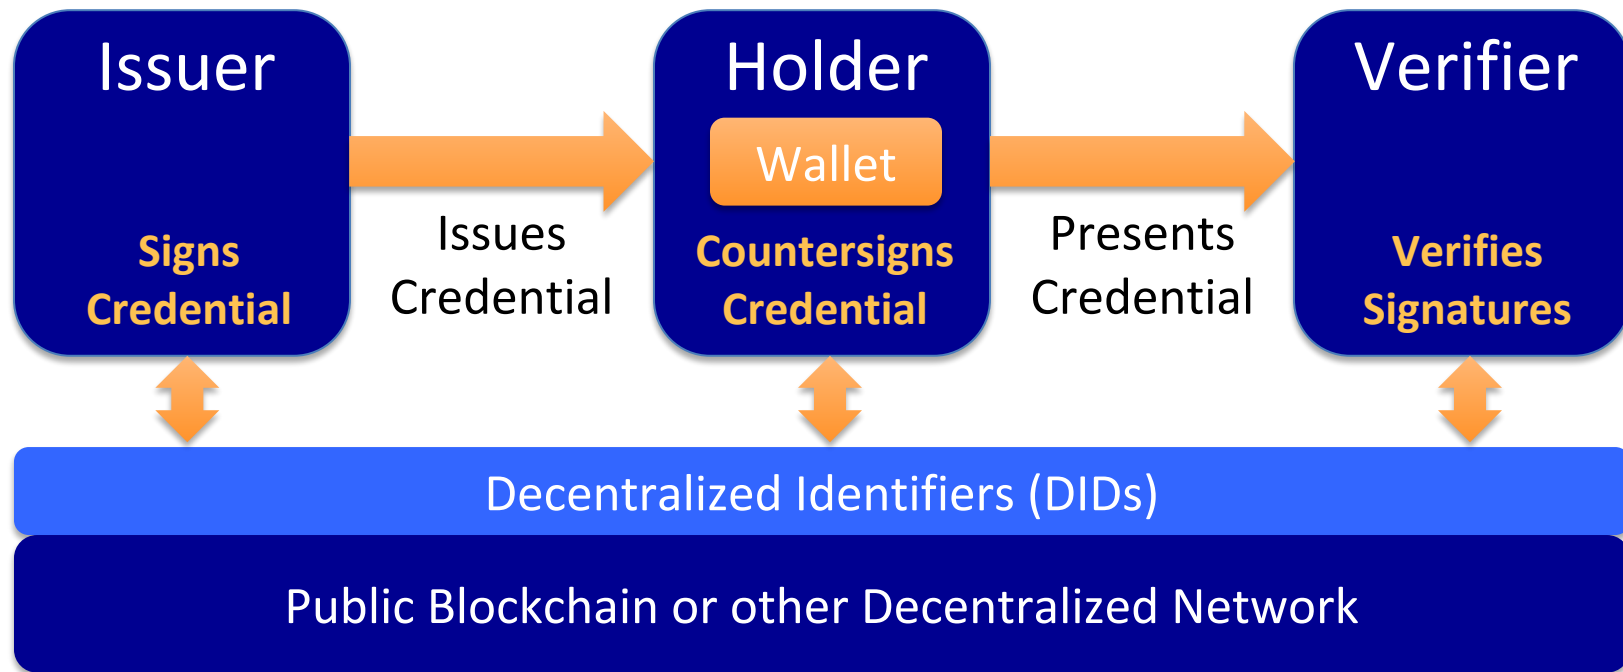 Issuer
Signs
Credential
Issues
Credential
Holder
Wallet
Countersigns
Credential
Presents
Credential
Verifier
Verifies
Signatures
Decentralized Identifiers (DIDs)
Public Blockchain or other Decentralized Network